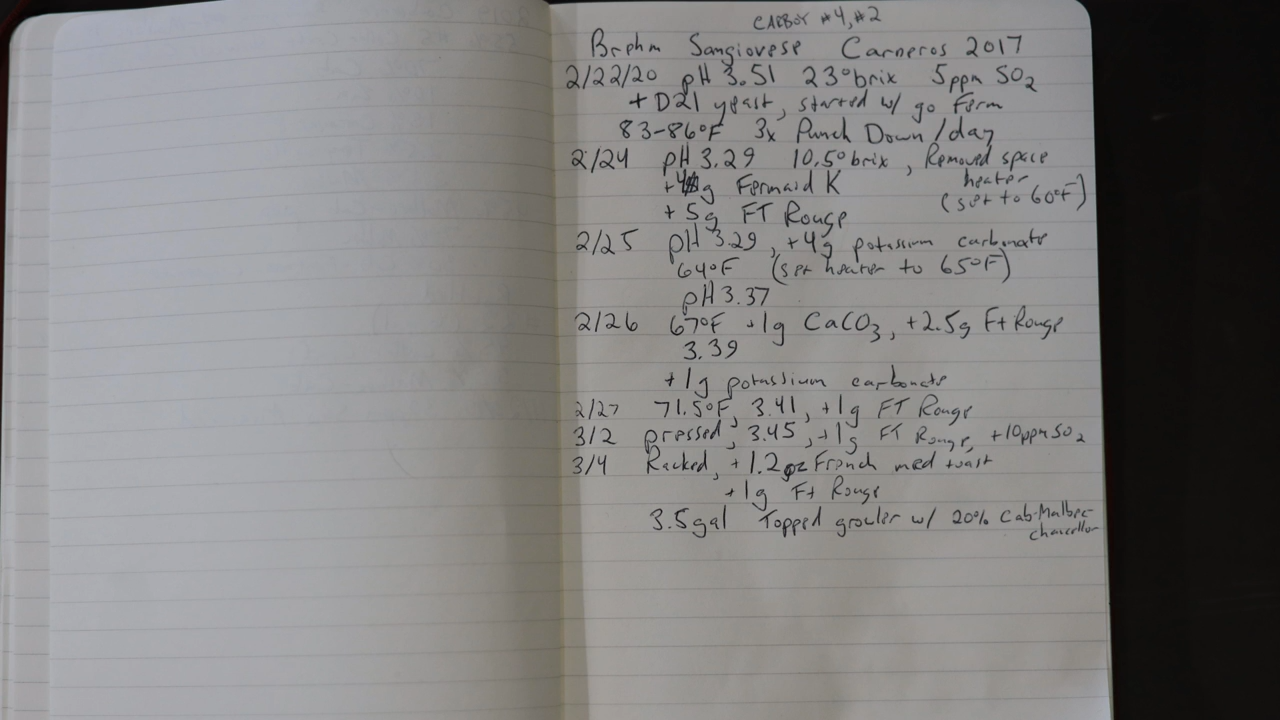 CARBOY #4, #2
Brehm Sangiovese Carneros 2017
2/22/20 pH 3.51 23° brix 5ppm SO2
+ D21 yeast, started w/ go Ferm
83-86°F 3x Punch Down/day
2/24 pH 3.29 10.5° brix, Removed space
heater
+4g Fermaid K (set to 60°F)
+ 5g FT Rouge
2/25 pH 3.29, +4g potassium carbonate
64°F (set heater to 65°F)
pH 3.37
2/26 67°F +1g CaCO3, +2.5g Ft Rouge
3.39
+1g potassium carbonate
2/27 71.5°F, 3.41, +1g FT Rouge
3/2 pressed, 3.45, +1g FT Rouge, +10ppm SO2
3/4 Racked, +1.2oz French med toast
+1g Ft Rouge
3.5gal Topped growler w/ 20% Cab-Malbec-
chancellor